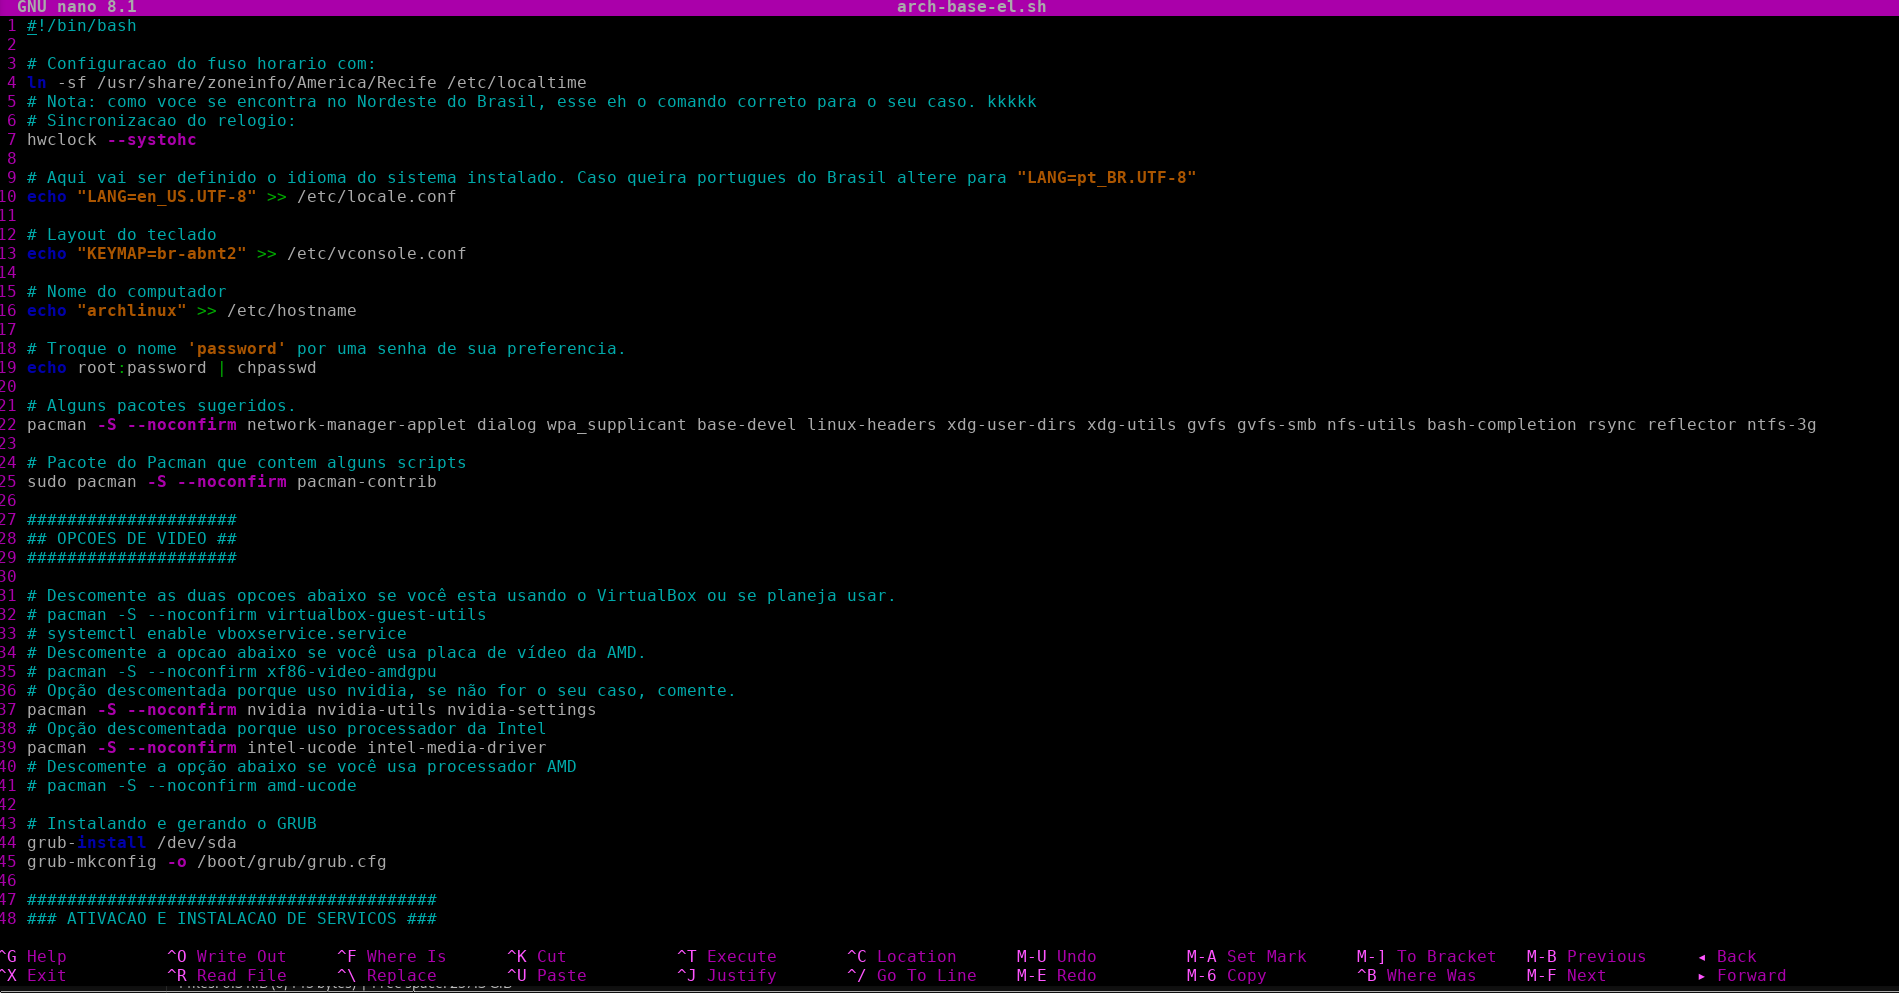 GNU nano 8.1 arch-base-el.sh
1 #!/bin/bash
2
3 # Configuracao do fuso horario com:
4 ln -sf /usr/share/zoneinfo/America/Recife /etc/localtime
5 # Nota: como voce se encontra no Nordeste do Brasil, esse eh o comando correto para o seu caso. kkkkk
6 # Sincronizacao do relogio:
7 hwclock --systohc
8
9 # Aqui vai ser definido o idioma do sistema instalado. Caso queira portugues do Brasil altere para "LANG=pt_BR.UTF-8"
10 echo "LANG=en_US.UTF-8" >> /etc/locale.conf
11
12 # Layout do teclado
13 echo "KEYMAP=br-abnt2" >> /etc/vconsole.conf
14
15 # Nome do computador
16 echo "archlinux" >> /etc/hostname
17
18 # Troque o nome 'password' por uma senha de sua preferencia.
19 echo root:password | chpasswd
20
21 # Alguns pacotes sugeridos.
22 pacman -S --noconfirm network-manager-applet dialog wpa_supplicant base-devel linux-headers xdg-user-dirs xdg-utils gvfs gvfs-smb nfs-utils bash-completion rsync reflector ntfs-3g
23
24 # Pacote do Pacman que contem alguns scripts
25 sudo pacman -S --noconfirm pacman-contrib
26
27 #####################
28 ## OPCOES DE VIDEO ##
29 #####################
30
31 # Descomente as duas opcoes abaixo se você esta usando o VirtualBox ou se planeja usar.
32 # pacman -S --noconfirm virtualbox-guest-utils
33 # systemctl enable vboxservice.service
34 # Descomente a opcao abaixo se você usa placa de vídeo da AMD.
35 # pacman -S --noconfirm xf86-video-amdgpu
36 # Opção descomentada porque uso nvidia, se não for o seu caso, comente.
37 pacman -S --noconfirm nvidia nvidia-utils nvidia-settings
38 # Opção descomentada porque uso processador da Intel
39 pacman -S --noconfirm intel-ucode intel-media-driver
40 # Descomente a opção abaixo se você usa processador AMD
41 # pacman -S --noconfirm amd-ucode
42
43 # Instalando e gerando o GRUB
44 grub-install /dev/sda
45 grub-mkconfig -o /boot/grub/grub.cfg
46
47 #########################################
48 ### ATIVACAO E INSTALACAO DE SERVICOS ###
^G Help ^O Write Out ^F Where Is ^K Cut ^T Execute ^C Location M-U Undo M-A Set Mark M-] To Bracket M-B Previous ◂ Back
^X Exit ^R Read File ^\ Replace ^U Paste ^J Justify ^/ Go To Line M-E Redo M-6 Copy ^B Where Was M-F Next ▸ Forward